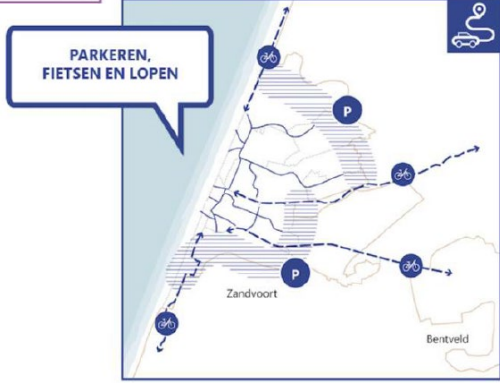 PARKEREN,
FIETSEN EN LOPEN
P
P
Zandvoort
Bentveld